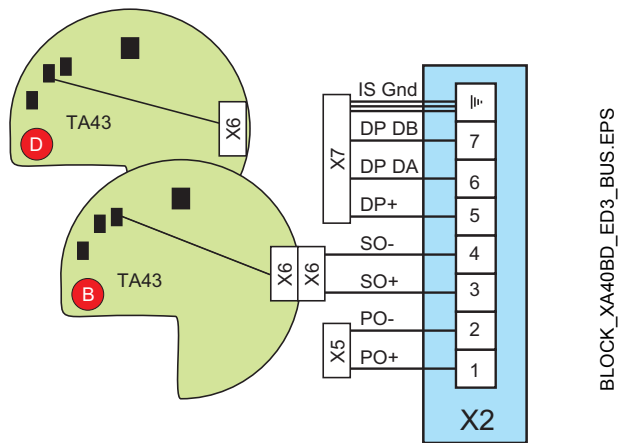 TA43
D
X6
TA43
B
X6
X6
X7
X5
IS Gnd
DP DB
DP DA
DP+
SO-
SO+
PO-
PO+
7
6
5
4
3
2
1
X2
BLOCK_XA40BD_ED3_BUS.EPS